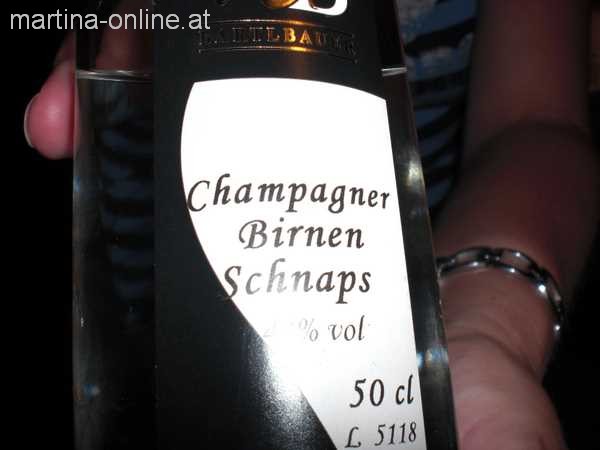 martina-online.at
Champagner
Birnen
Schnaps
% vol
50 cl
L 5118